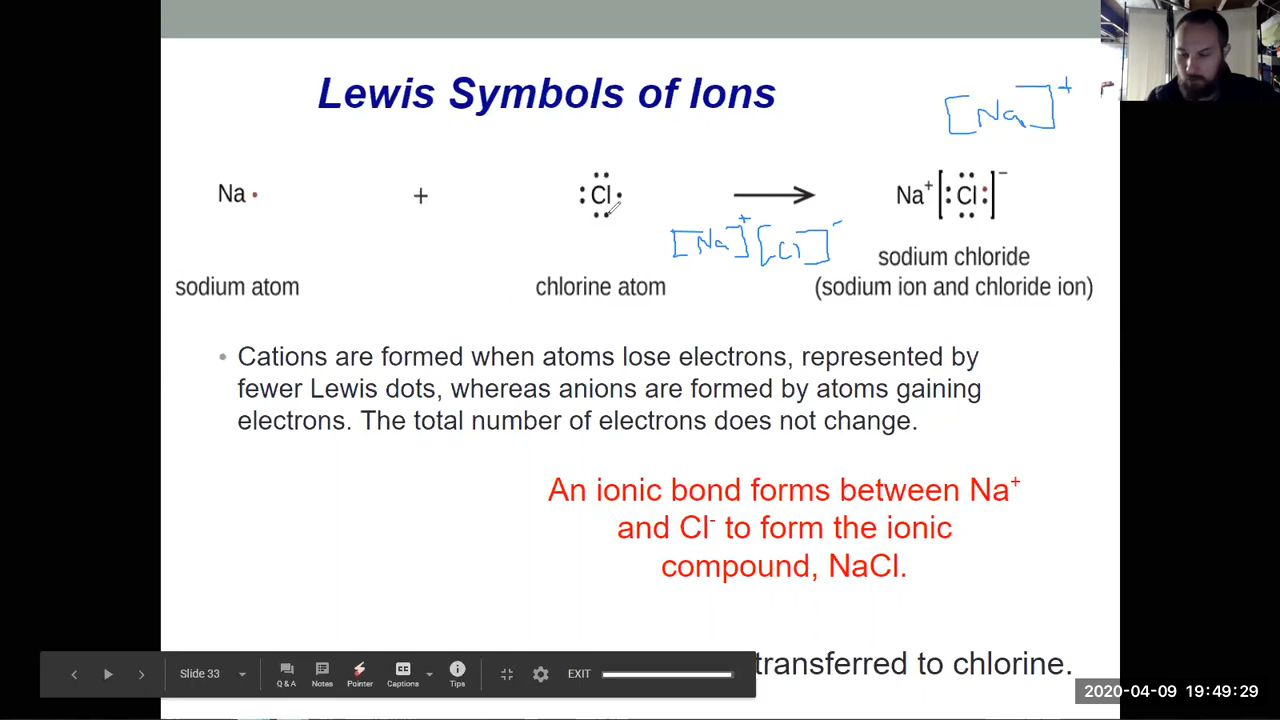 Lewis Symbols of Ions
[Na]+
Na· + :Cl· → Na+ [:Cl:]−
[Na]+ [Cl]-
sodium chloride
sodium atom chlorine atom (sodium ion and chloride ion)
• Cations are formed when atoms lose electrons, represented by
fewer Lewis dots, whereas anions are formed by atoms gaining
electrons. The total number of electrons does not change.
An ionic bond forms between Na+
and Cl- to form the ionic
compound, NaCl.
transferred to chlorine.
Slide 33 Q & A Notes Pointer Captions Tips EXIT
2020-04-09 19:49:29